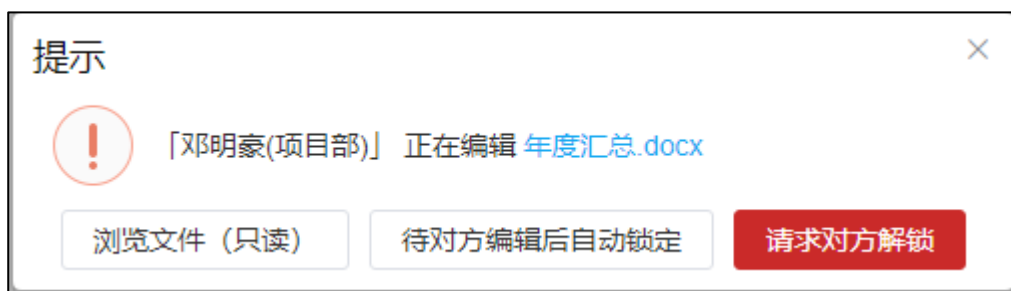 提示
「邓明豪(项目部)」 正在编辑 年度汇总.docx
浏览文件（只读） 待对方编辑后自动锁定 请求对方解锁